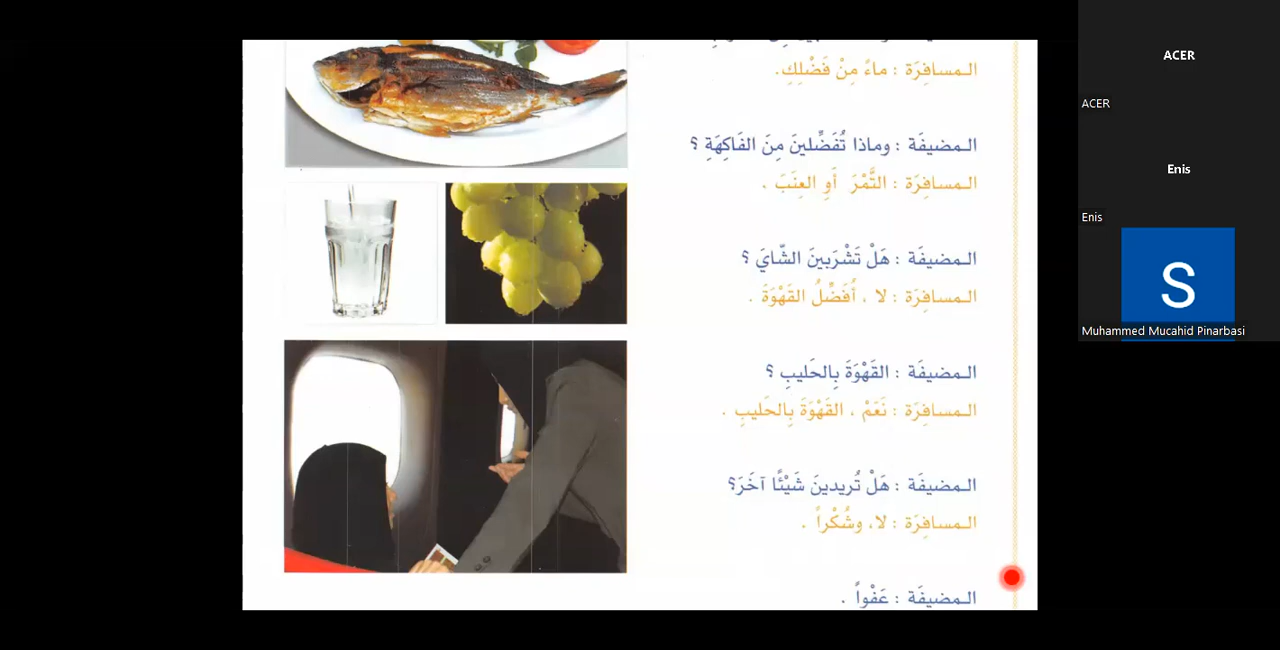 المسافِرَة : ماءً مِنْ فَضْلِكِ.
المضيفَة : وماذا تُفَضِّلينَ مِنَ الفَاكِهَةِ ؟
المسافِرَة : التَّمْرَ أَوِ العِنَبَ .
المضيفَة : هَلْ تَشْرَبينَ الشّايَ ؟
المسافِرَة : لا ، أُفَضِّلُ القَهْوَةَ .
المضيفَة : القَهْوَةَ بِالحَليبِ ؟
المسافِرَة : نَعَمْ ، القَهْوَةَ بِالحَليبِ .
المضيفَة : هَلْ تُريدينَ شَيْئًا آخَرَ؟
المسافِرَة : لا، وشُكْراً .
المضيفَة : عَفْواً .
ACER
ACER
Enis
Enis
S
Muhammed Mucahid Pinarbasi